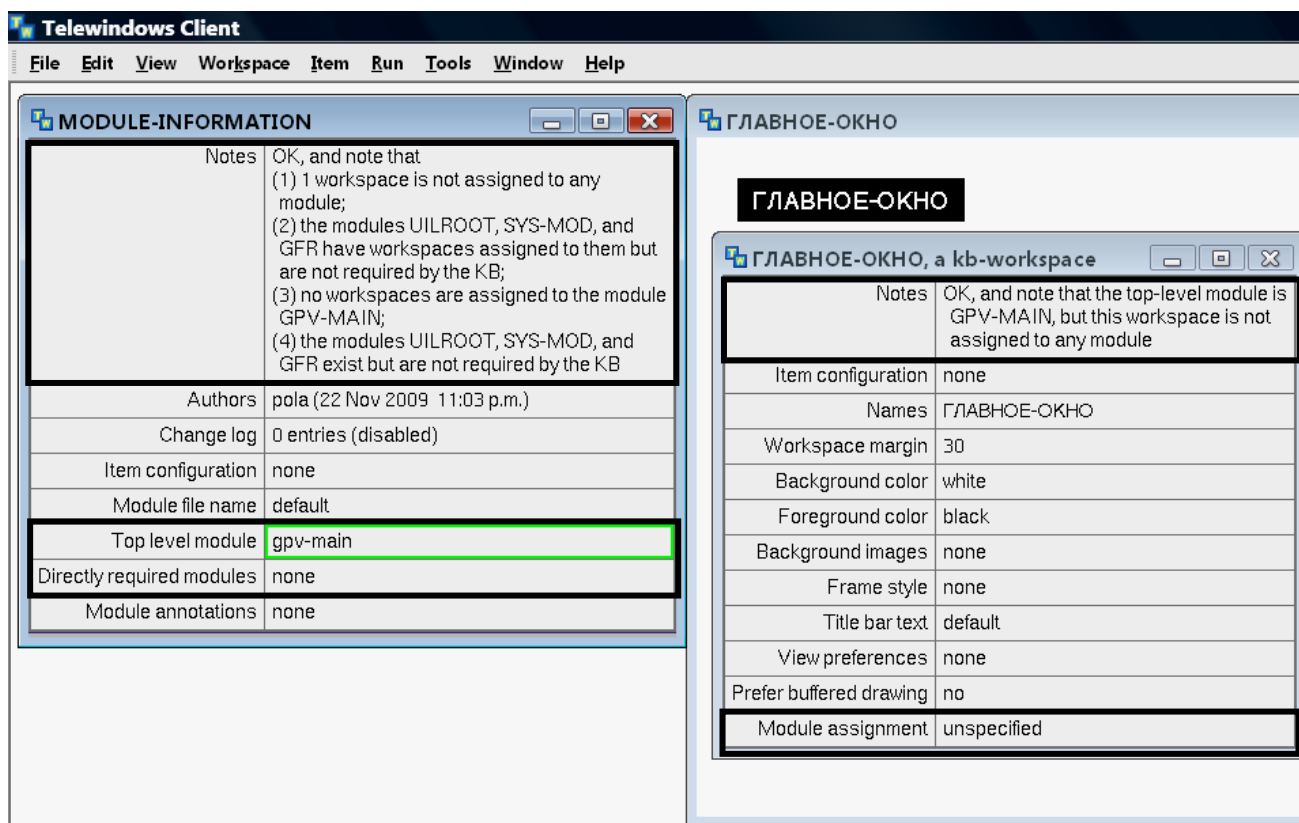 Telewindows Client
File Edit View Workspace Item Run Tools Window Help
MODULE-INFORMATION
Notes OK, and note that
(1) 1 workspace is not assigned to any
module;
(2) the modules UILROOT, SYS-MOD, and
GFR have workspaces assigned to them but
are not required by the KB;
(3) no workspaces are assigned to the module
GPV-MAIN;
(4) the modules UILROOT, SYS-MOD, and
GFR exist but are not required by the KB
Authors pola (22 Nov 2009 11:03 p.m.)
Change log 0 entries (disabled)
Item configuration none
Module file name default
Top level module gpv-main
Directly required modules none
Module annotations none
ГЛАВНОЕ-ОКНО
ГЛАВНОЕ-ОКНО
ГЛАВНОЕ-ОКНО, a kb-workspace
Notes OK, and note that the top-level module is
GPV-MAIN, but this workspace is not
assigned to any module
Item configuration none
Names ГЛАВНОЕ-ОКНО
Workspace margin 30
Background color white
Foreground color black
Background images none
Frame style none
Title bar text default
View preferences none
Prefer buffered drawing no
Module assignment unspecified